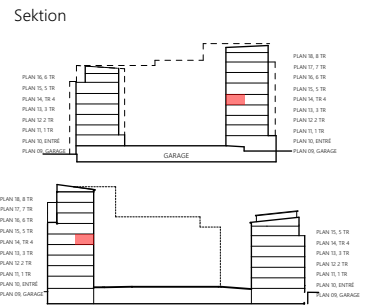 Sektion
PLAN 18, 8 TR
PLAN 17, 7 TR
PLAN 16, 6 TR
PLAN 15, 5 TR
PLAN 14, TR 4
PLAN 13, 3 TR
PLAN 12 2 TR
PLAN 11, 1 TR
PLAN 10, ENTRÉ
PLAN 09, GARAGE
PLAN 16, 6 TR
PLAN 15, 5 TR
PLAN 14, TR 4
PLAN 13, 3 TR
PLAN 12 2 TR
PLAN 11, 1 TR
PLAN 10, ENTRÉ
PLAN 09, GARAGE
GARAGE
PLAN 18, 8 TR
PLAN 17, 7 TR
PLAN 16, 6 TR
PLAN 15, 5 TR
PLAN 14, TR 4
PLAN 13, 3 TR
PLAN 12 2 TR
PLAN 11, 1 TR
PLAN 10, ENTRÉ
PLAN 09, GARAGE
PLAN 15, 5 TR
PLAN 14, TR 4
PLAN 13, 3 TR
PLAN 12 2 TR
PLAN 11, 1 TR
PLAN 10, ENTRÉ
PLAN 09, GARAGE